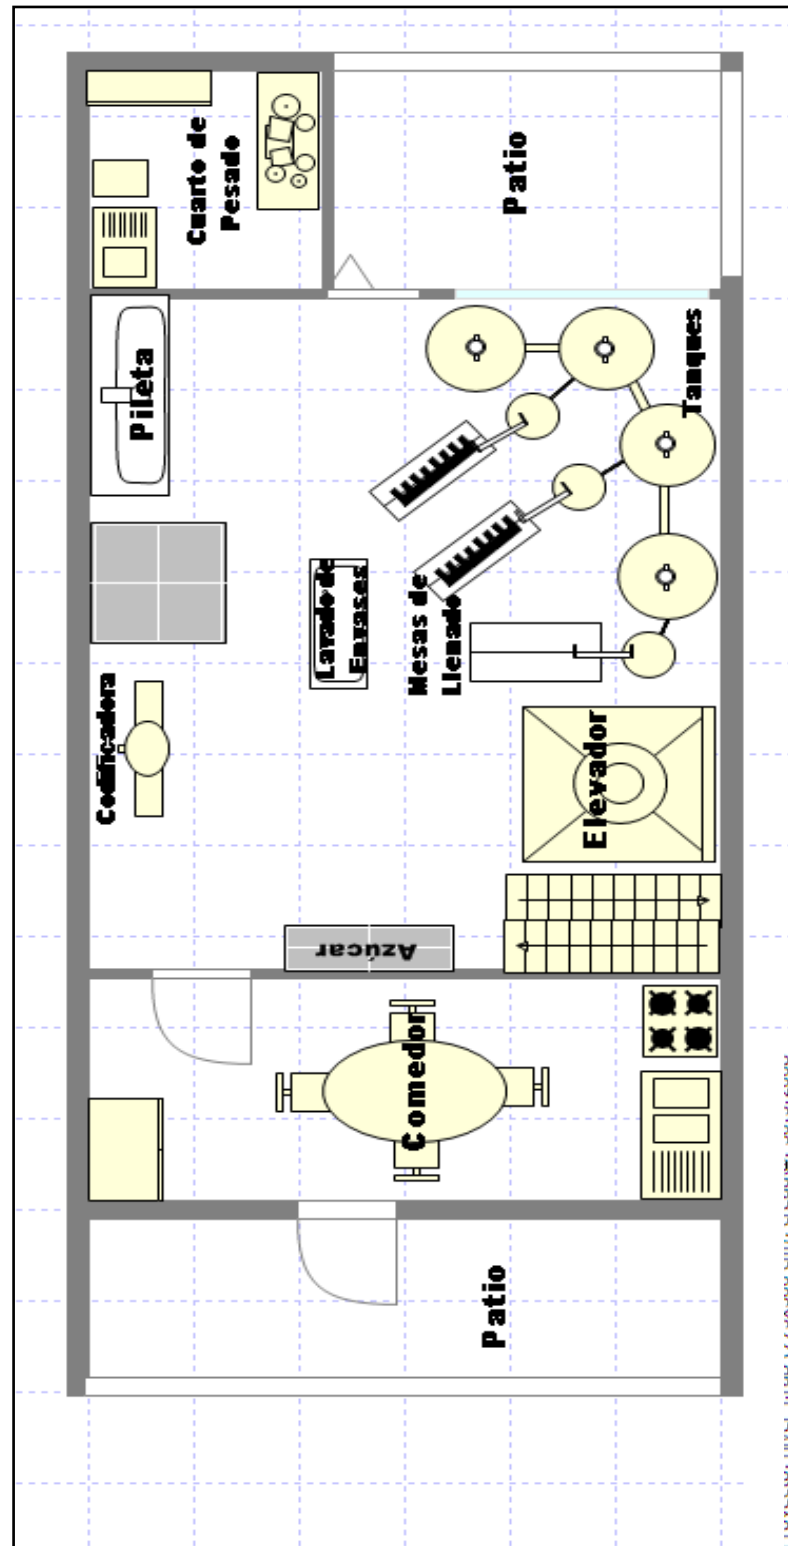 Cuarto de
Pesado
Patio
Pileta
Tanques
Lavado de
Envases
Mesas de
Llenado
Codificadora
Elevador
Azúcar
Comedor
Patio